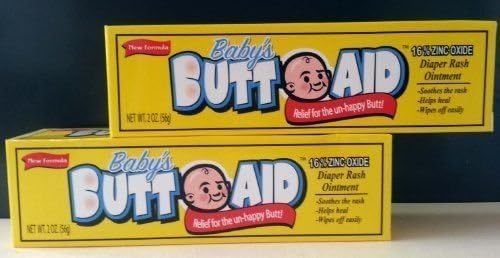 New Formula
Baby's
BUTT AID™
Relief for the un-happy Butt!
NET WT. 2 OZ. (56g)
16% ZINC OXIDE
Diaper Rash
Ointment
-Soothes the rash
-Helps heal
-Wipes off easily
New Formula
Baby's
BUTT AID™
Relief for the un-happy Butt!
NET WT. 2 OZ. (56g)
16% ZINC OXIDE
Diaper Rash
Ointment
-Soothes the rash
-Helps heal
-Wipes off easily